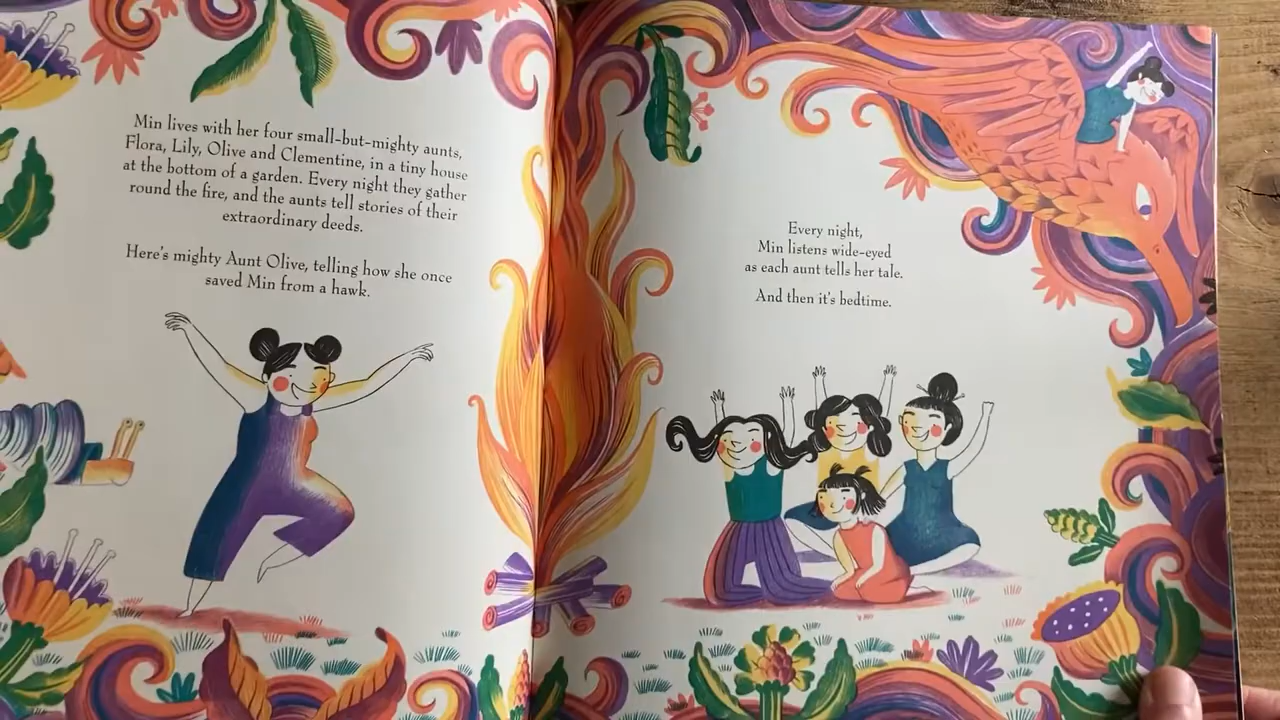 Min lives with her four small-but-mighty aunts,
Flora, Lily, Olive and Clementine, in a tiny house
at the bottom of a garden. Every night they gather
round the fire, and the aunts tell stories of their
extraordinary deeds.
Here's mighty Aunt Olive, telling how she once
saved Min from a hawk.
Every night,
Min listens wide-eyed
as each aunt tells her tale.
And then it's bedtime.